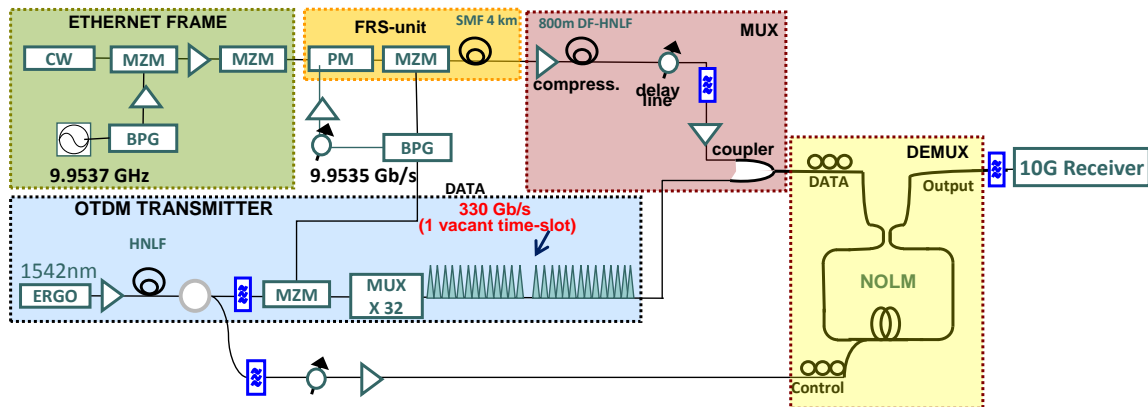 ETHERNET FRAME
CW
MZM
MZM
BPG
9.9537 GHz
FRS-unit
SMF 4 km
PM
MZM
BPG
9.9535 Gb/s
800m DF-HNLF
MUX
compress.
delay
line
coupler
DATA
OTDM TRANSMITTER
330 Gb/s
(1 vacant time-slot)
HNLF
1542nm
ERGO
MZM
MUX
X 32
DEMUX
DATA
Output
NOLM
Control
10G Receiver